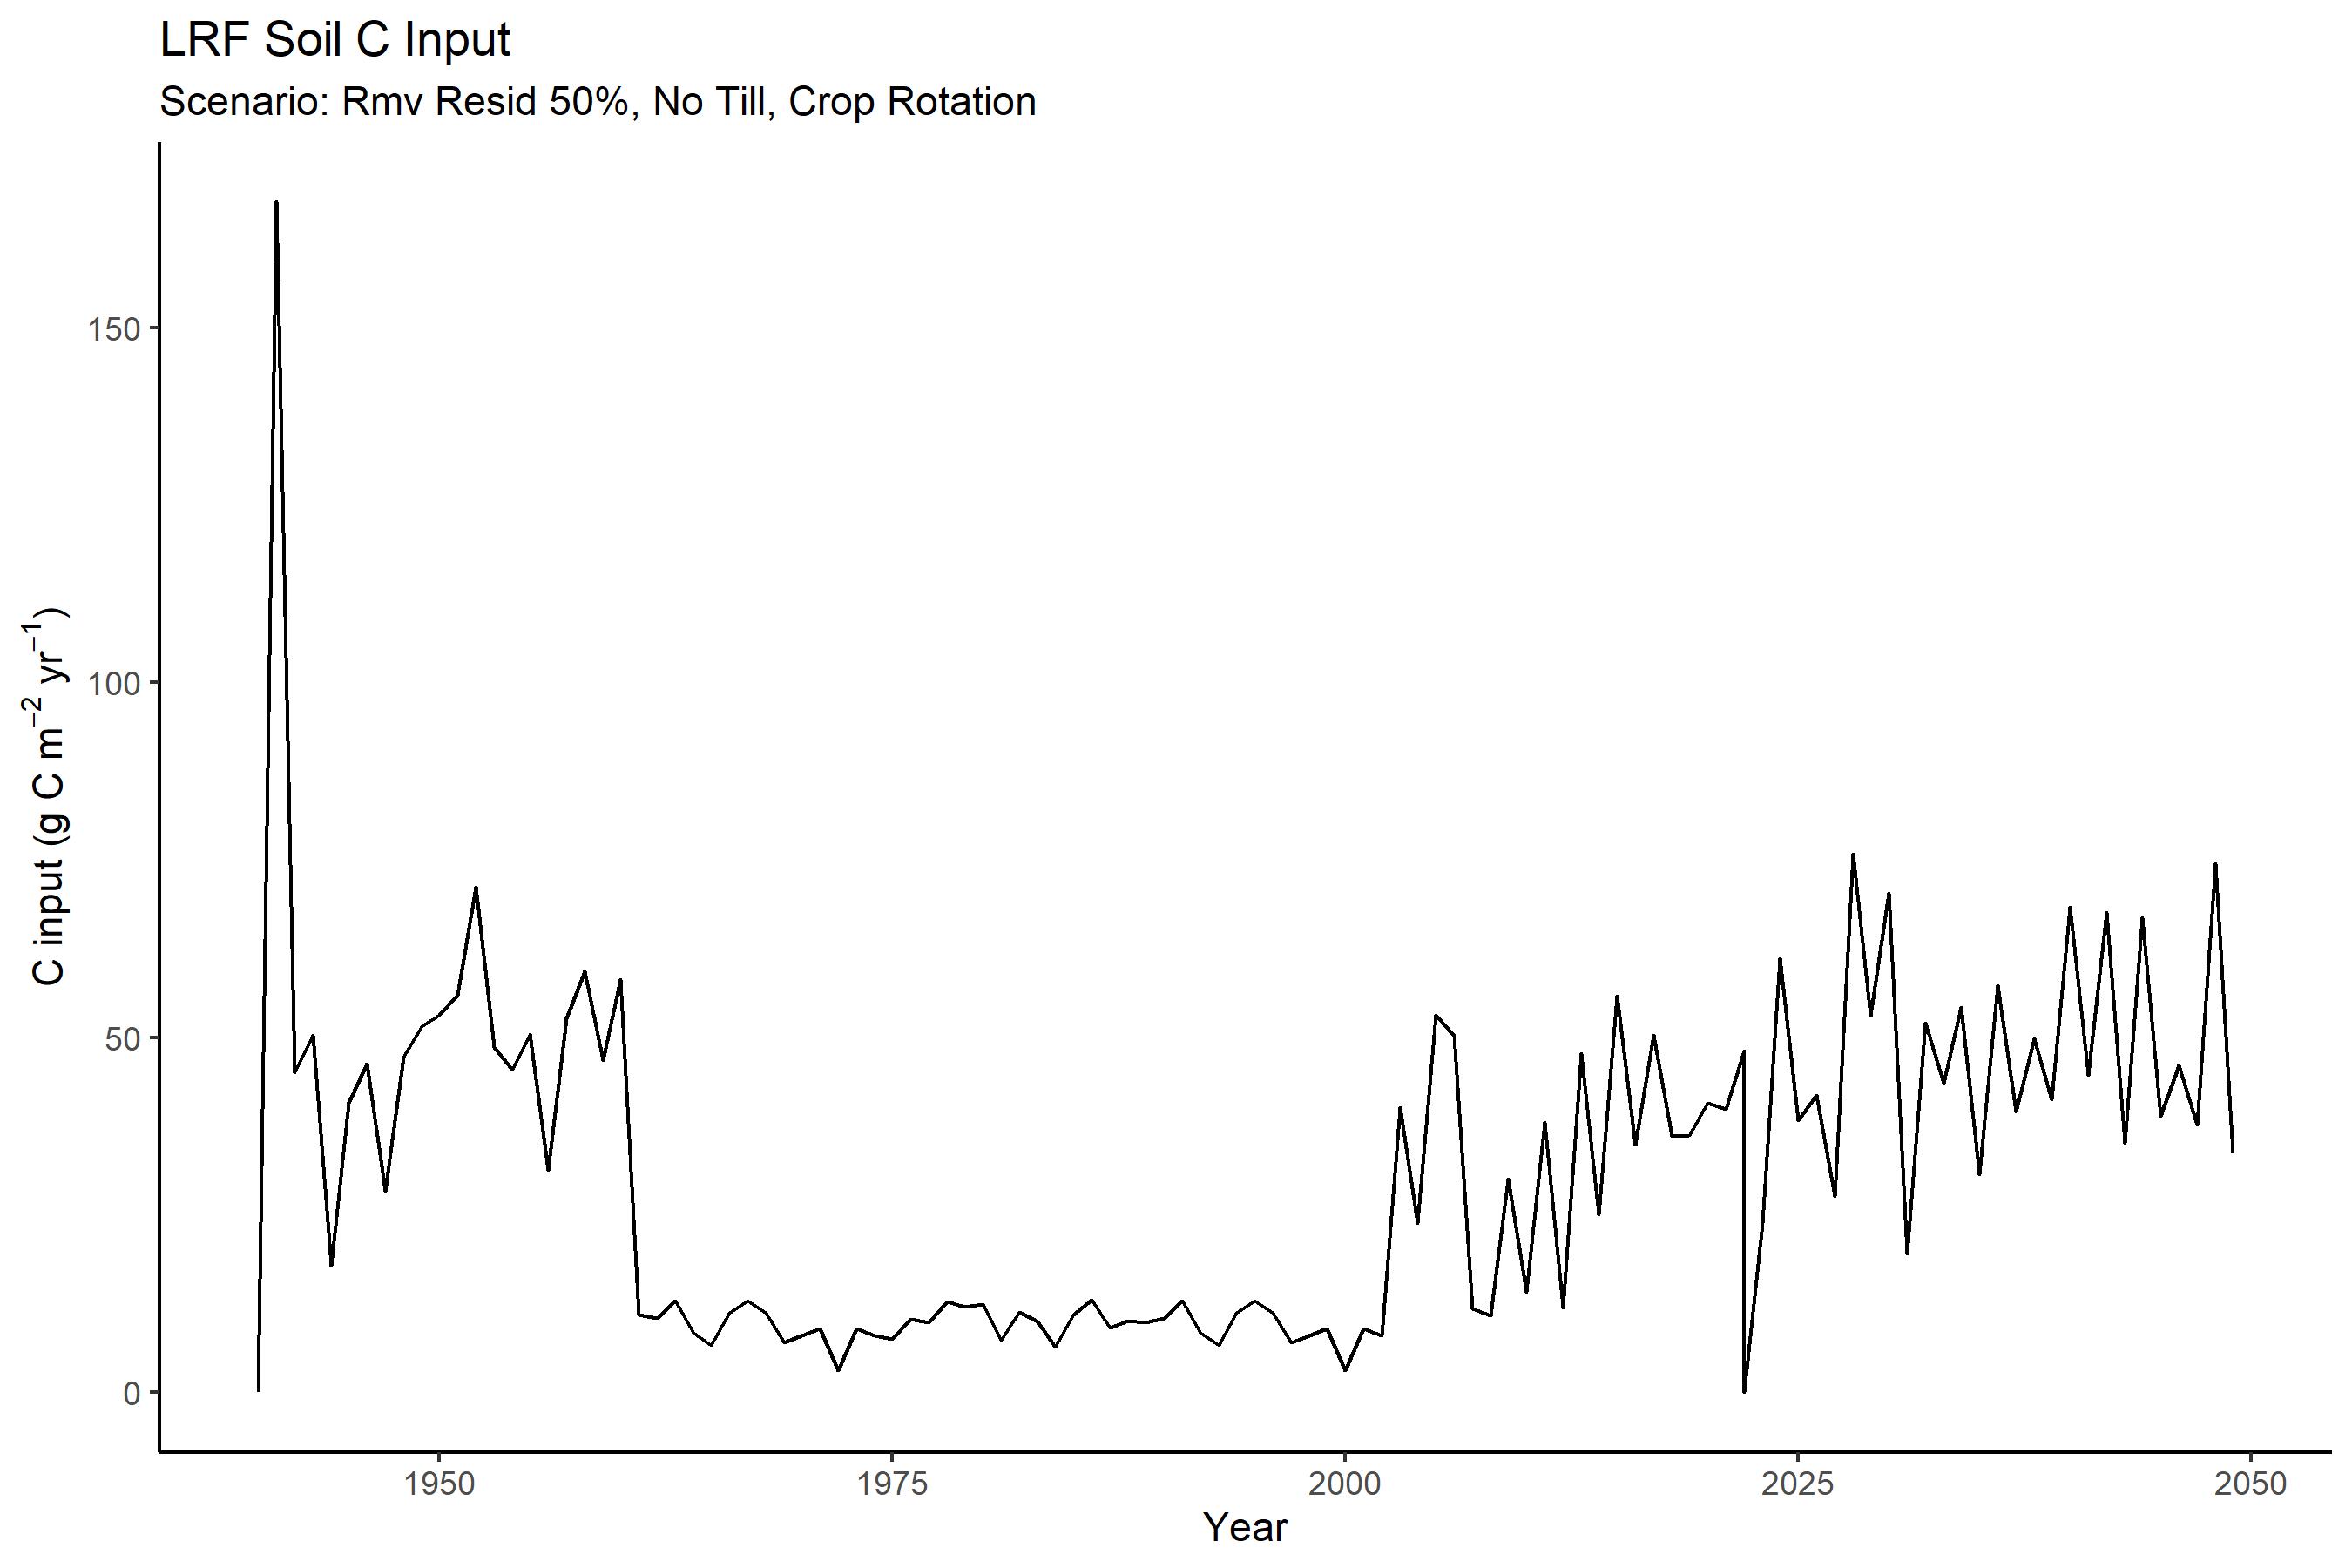 LRF Soil C Input
Scenario: Rmv Resid 50%, No Till, Crop Rotation
C input (g C m⁻² yr⁻¹)
150
100
50
0
1950 1975 2000 2025 2050
Year